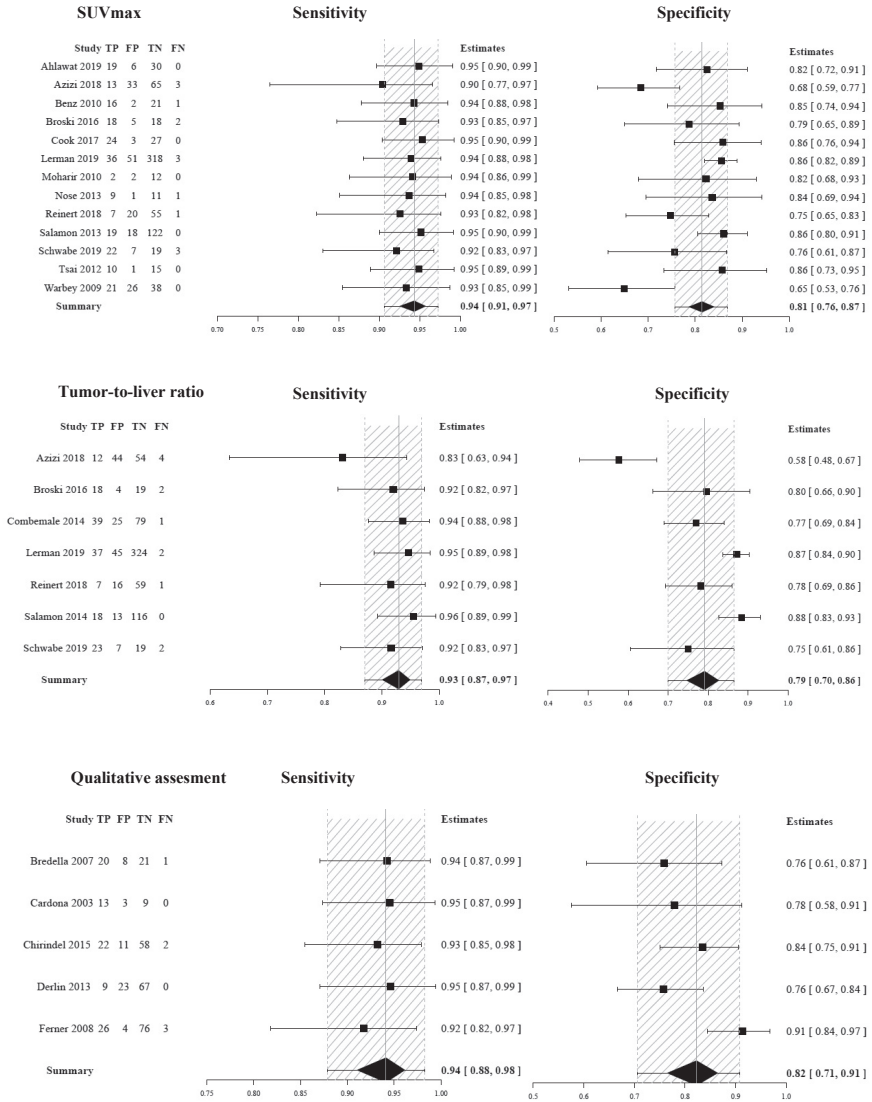 SUVmax Sensitivity Specificity
Study TP FP TN FN Estimates Estimates
Ahlawat 2019 19 6 30 0 0.95 [ 0.90, 0.99 ] 0.82 [ 0.72, 0.91 ]
Azizi 2018 13 33 65 3 0.90 [ 0.77, 0.97 ] 0.68 [ 0.59, 0.77 ]
Benz 2010 16 2 21 1 0.94 [ 0.88, 0.98 ] 0.85 [ 0.74, 0.94 ]
Broski 2016 18 5 18 2 0.93 [ 0.85, 0.97 ] 0.79 [ 0.65, 0.89 ]
Cook 2017 24 3 27 0 0.95 [ 0.90, 0.99 ] 0.86 [ 0.76, 0.94 ]
Lerman 2019 36 51 318 3 0.94 [ 0.88, 0.98 ] 0.86 [ 0.82, 0.89 ]
Moharir 2010 2 2 12 0 0.94 [ 0.86, 0.99 ] 0.82 [ 0.68, 0.93 ]
Nose 2013 9 1 11 1 0.94 [ 0.85, 0.98 ] 0.84 [ 0.69, 0.94 ]
Reinert 2018 7 20 55 1 0.93 [ 0.82, 0.98 ] 0.75 [ 0.65, 0.83 ]
Salamon 2013 19 18 122 0 0.95 [ 0.90, 0.99 ] 0.86 [ 0.80, 0.91 ]
Schwabe 2019 22 7 19 3 0.92 [ 0.83, 0.97 ] 0.76 [ 0.61, 0.87 ]
Tsai 2012 10 1 15 0 0.95 [ 0.89, 0.99 ] 0.86 [ 0.73, 0.95 ]
Warbey 2009 21 26 38 0 0.93 [ 0.85, 0.99 ] 0.65 [ 0.53, 0.76 ]
Summary 0.94 [ 0.91, 0.97 ] 0.81 [ 0.76, 0.87 ]
0.70 0.75 0.80 0.85 0.90 0.95 1.00 0.5 0.6 0.7 0.8 0.9 1.0
Tumor-to-liver ratio Sensitivity Specificity
Study TP FP TN FN Estimates Estimates
Azizi 2018 12 44 54 4 0.83 [ 0.63, 0.94 ] 0.58 [ 0.48, 0.67 ]
Broski 2016 18 4 19 2 0.92 [ 0.82, 0.97 ] 0.80 [ 0.66, 0.90 ]
Combemale 2014 39 25 79 1 0.94 [ 0.88, 0.98 ] 0.77 [ 0.69, 0.84 ]
Lerman 2019 37 45 324 2 0.95 [ 0.89, 0.98 ] 0.87 [ 0.84, 0.90 ]
Reinert 2018 7 16 59 1 0.92 [ 0.79, 0.98 ] 0.78 [ 0.69, 0.86 ]
Salamon 2014 18 13 116 0 0.96 [ 0.89, 0.99 ] 0.88 [ 0.83, 0.93 ]
Schwabe 2019 23 7 19 2 0.92 [ 0.83, 0.97 ] 0.75 [ 0.61, 0.86 ]
Summary 0.93 [ 0.87, 0.97 ] 0.79 [ 0.70, 0.86 ]
0.6 0.7 0.8 0.9 1.0 0.4 0.5 0.6 0.7 0.8 0.9 1.0
Qualitative assesment Sensitivity Specificity
Study TP FP TN FN Estimates Estimates
Bredella 2007 20 8 21 1 0.94 [ 0.87, 0.99 ] 0.76 [ 0.61, 0.87 ]
Cardona 2003 13 3 9 0 0.95 [ 0.87, 0.99 ] 0.78 [ 0.58, 0.91 ]
Chirindel 2015 22 11 58 2 0.93 [ 0.85, 0.98 ] 0.84 [ 0.75, 0.91 ]
Derlin 2013 9 23 67 0 0.95 [ 0.87, 0.99 ] 0.76 [ 0.67, 0.84 ]
Ferner 2008 26 4 76 3 0.92 [ 0.82, 0.97 ] 0.91 [ 0.84, 0.97 ]
Summary 0.94 [ 0.88, 0.98 ] 0.82 [ 0.71, 0.91 ]
0.75 0.80 0.85 0.90 0.95 1.00 0.5 0.6 0.7 0.8 0.9 1.0